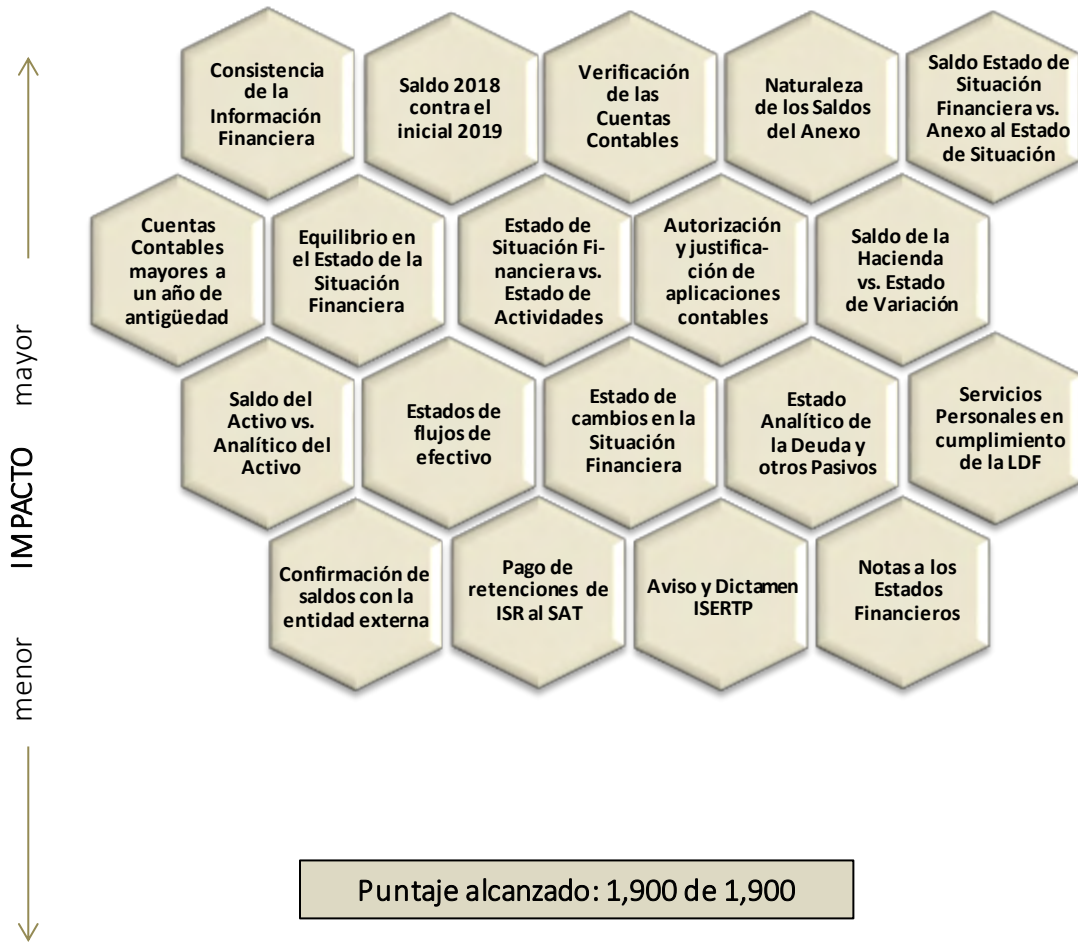 Consistencia
de la
Información
Financiera
Saldo 2018
contra el
inicial 2019
Verificación
de las
Cuentas
Contables
Naturaleza
de los Saldos
del Anexo
Saldo Estado de
Situación
Financiera vs.
Anexo al Estado
de Situación
Cuentas
Contables
mayores a
un año de
antigüedad
Equilibrio en
el Estado de la
Situación
Financiera
Estado de
Situación Fi-
nanciera vs.
Estado de
Actividades
Autorización
y justifica-
ción de
aplicaciones
contables
Saldo de la
Hacienda
vs. Estado
de Variación
Saldo del
Activo vs.
Analítico del
Activo
Estados de
flujos de
efectivo
Estado de
cambios en la
Situación
Financiera
Estado
Analítico de
la Deuda y
otros Pasivos
Servicios
Personales en
cumplimiento
de la LDF
Confirmación de
saldos con la
entidad externa
Pago de
retenciones de
ISR al SAT
Aviso y Dictamen
ISERTP
Notas a los
Estados
Financieros
menor IMPACTO mayor
Puntaje alcanzado: 1,900 de 1,900